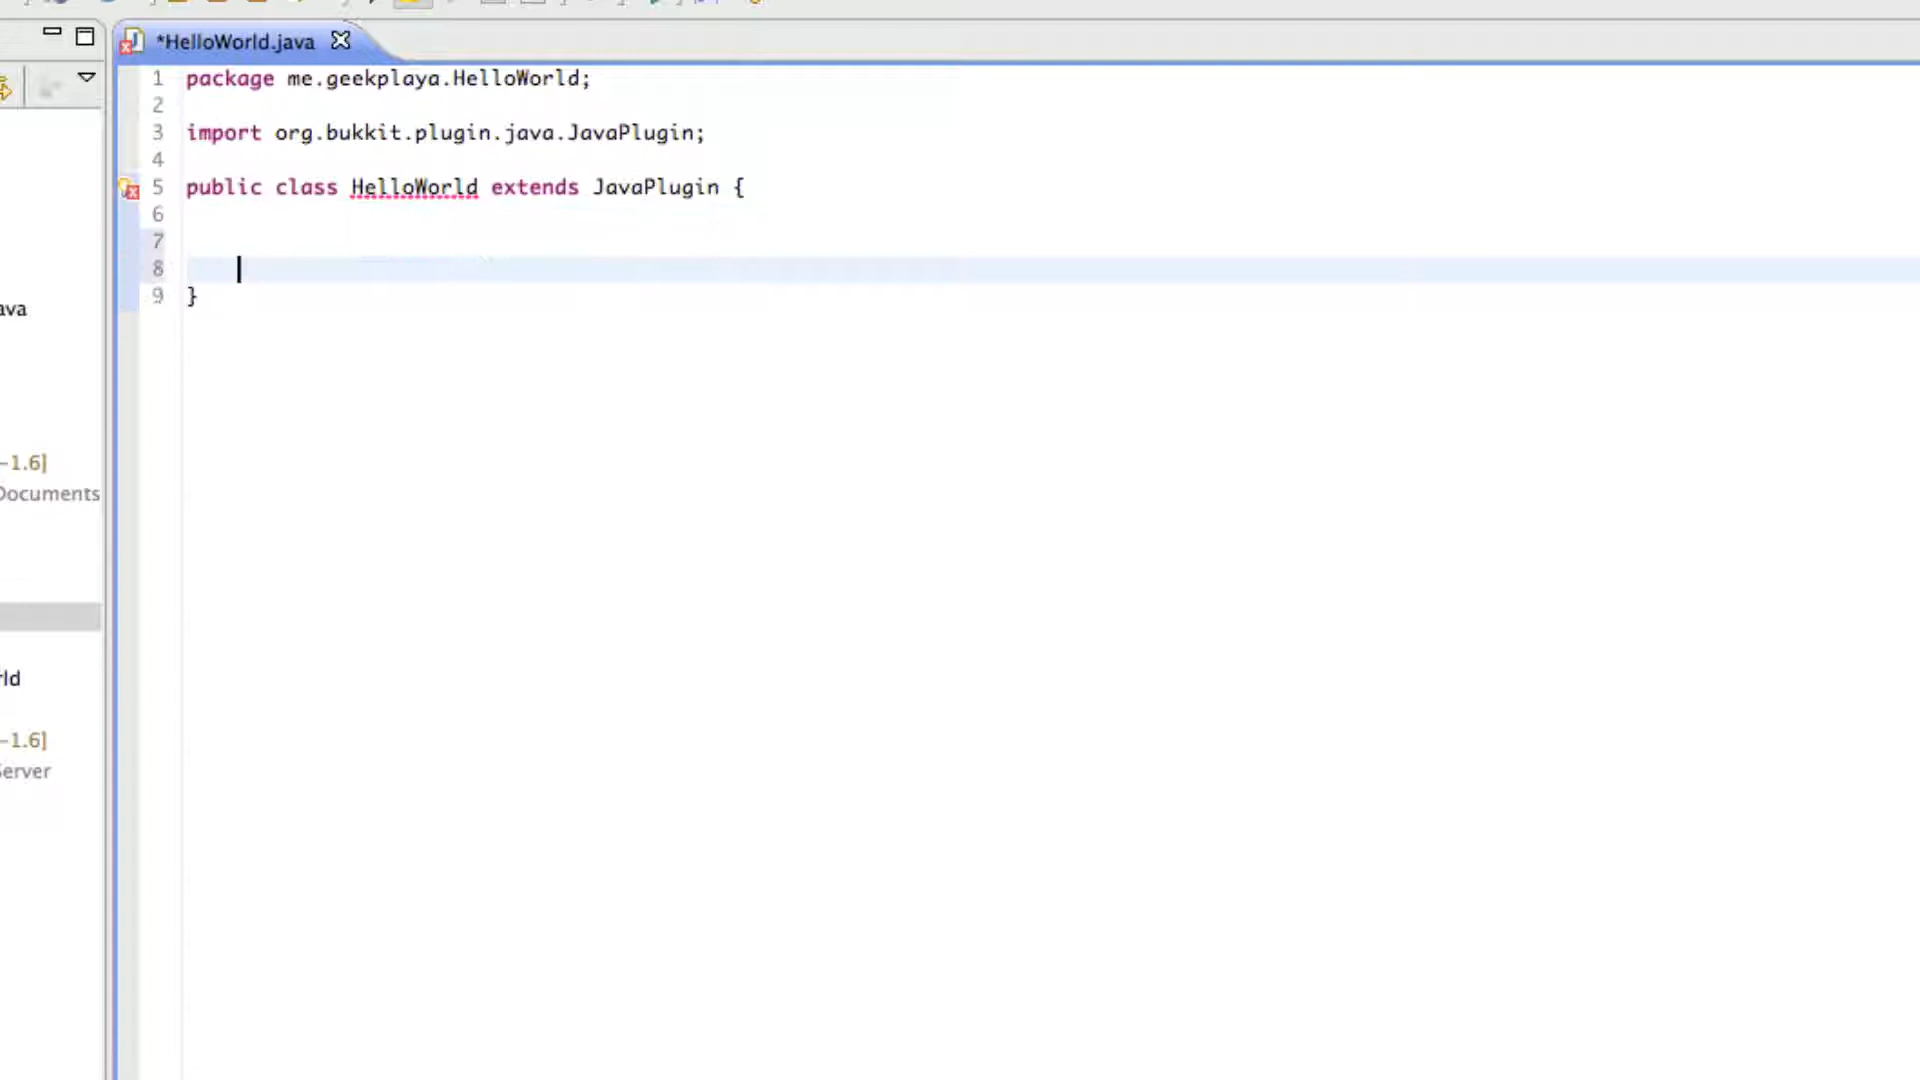 *HelloWorld.java
1 package me.geekplaya.HelloWorld;
2
3 import org.bukkit.plugin.java.JavaPlugin;
4
5 public class HelloWorld extends JavaPlugin {
6
7
8
9 }
ava
-1.6]
Documents
rld
-1.6]
Server